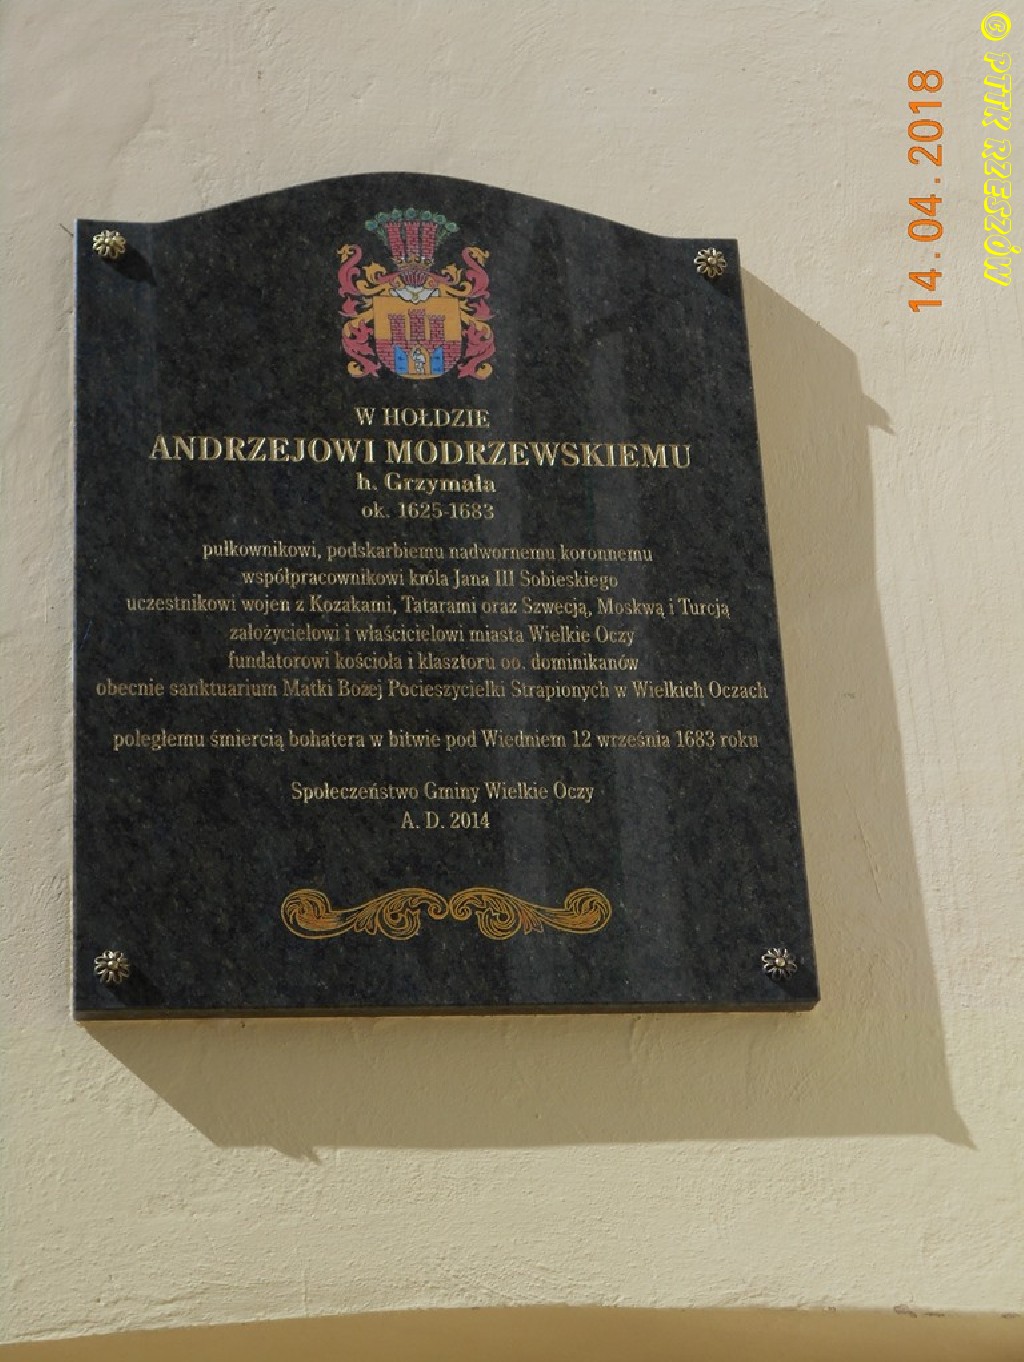 W HOŁDZIE
ANDRZEJOWI MODRZEWSKIEMU
h. Grzymała
ok. 1625-1683
pułkownikowi, podskarbiemu nadwornemu koronnemu
współpracownikowi króla Jana III Sobieskiego
uczestnikowi wojen z Kozakami, Tatarami oraz Szwecją, Moskwą i Turcją
założycielowi i właścicielowi miasta Wielkie Oczy
fundatorowi kościoła i klasztoru oo. dominikanów
obecnie sanktuarium Matki Bożej Pocieszycielki Strapionych w Wielkich Oczach
poległemu śmiercią bohatera w bitwie pod Wiedniem 12 września 1683 roku
Społeczeństwo Gminy Wielkie Oczy
A. D. 2014
14.04.2018
© PTTK RZESZÓW